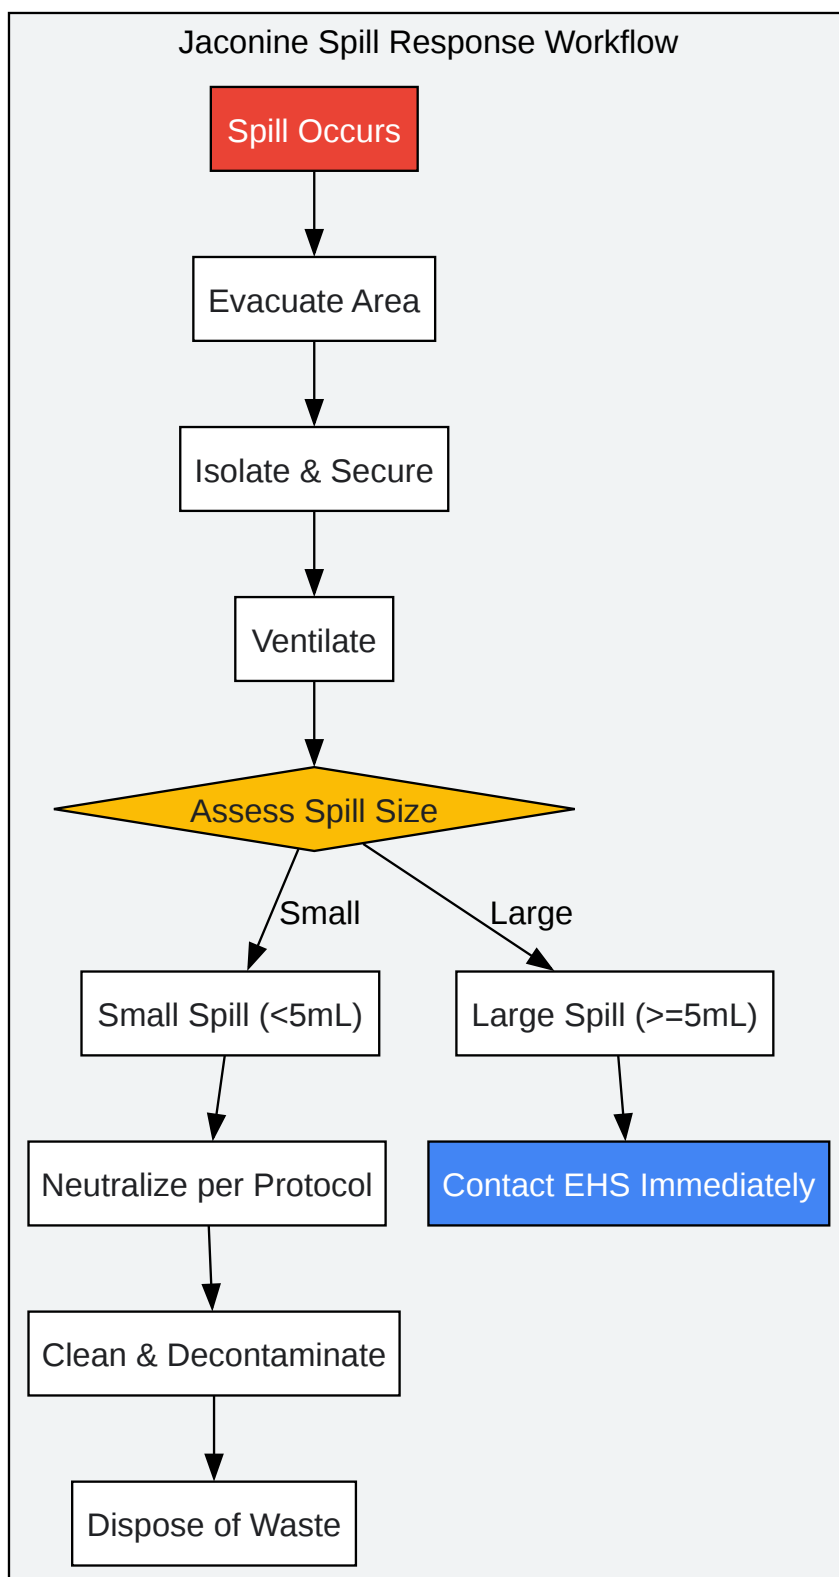 Jaconine Spill Response Workflow
Spill Occurs
Evacuate Area
Isolate & Secure
Ventilate
Assess Spill Size
Small
Large
Small Spill (<5mL)
Large Spill (>=5mL)
Neutralize per Protocol
Contact EHS Immediately
Clean & Decontaminate
Dispose of Waste